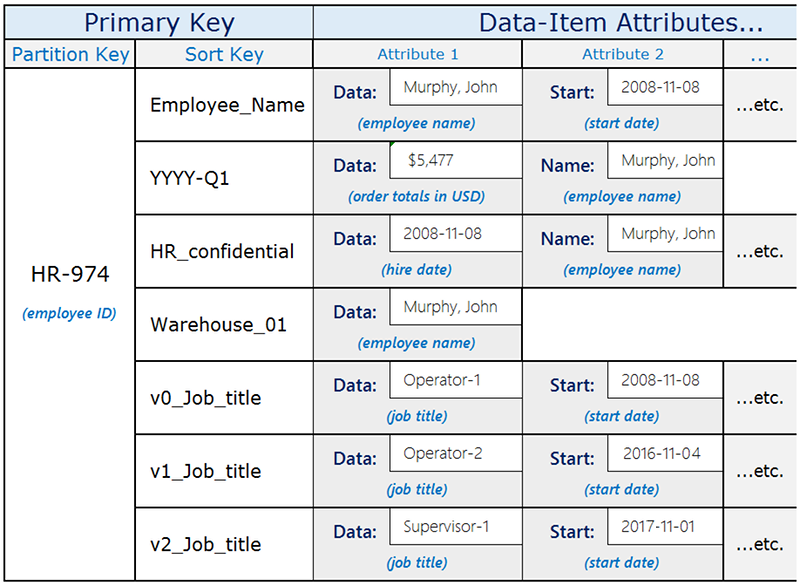 Primary Key Data-Item Attributes...
Partition Key Sort Key Attribute 1 Attribute 2 ...
Employee_Name Data: Murphy, John Start: 2008-11-08 ...etc.
(employee name) (start date)
YYYY-Q1 Data: $5,477 Name: Murphy, John
(order totals in USD) (employee name)
HR_confidential Data: 2008-11-08 Name: Murphy, John ...etc.
(hire date) (employee name)
HR-974
(employee ID)
Warehouse_01 Data: Murphy, John
(employee name)
v0_Job_title Data: Operator-1 Start: 2008-11-08 ...etc.
(job title) (start date)
v1_Job_title Data: Operator-2 Start: 2016-11-04 ...etc.
(job title) (start date)
v2_Job_title Data: Supervisor-1 Start: 2017-11-01 ...etc.
(job title) (start date)